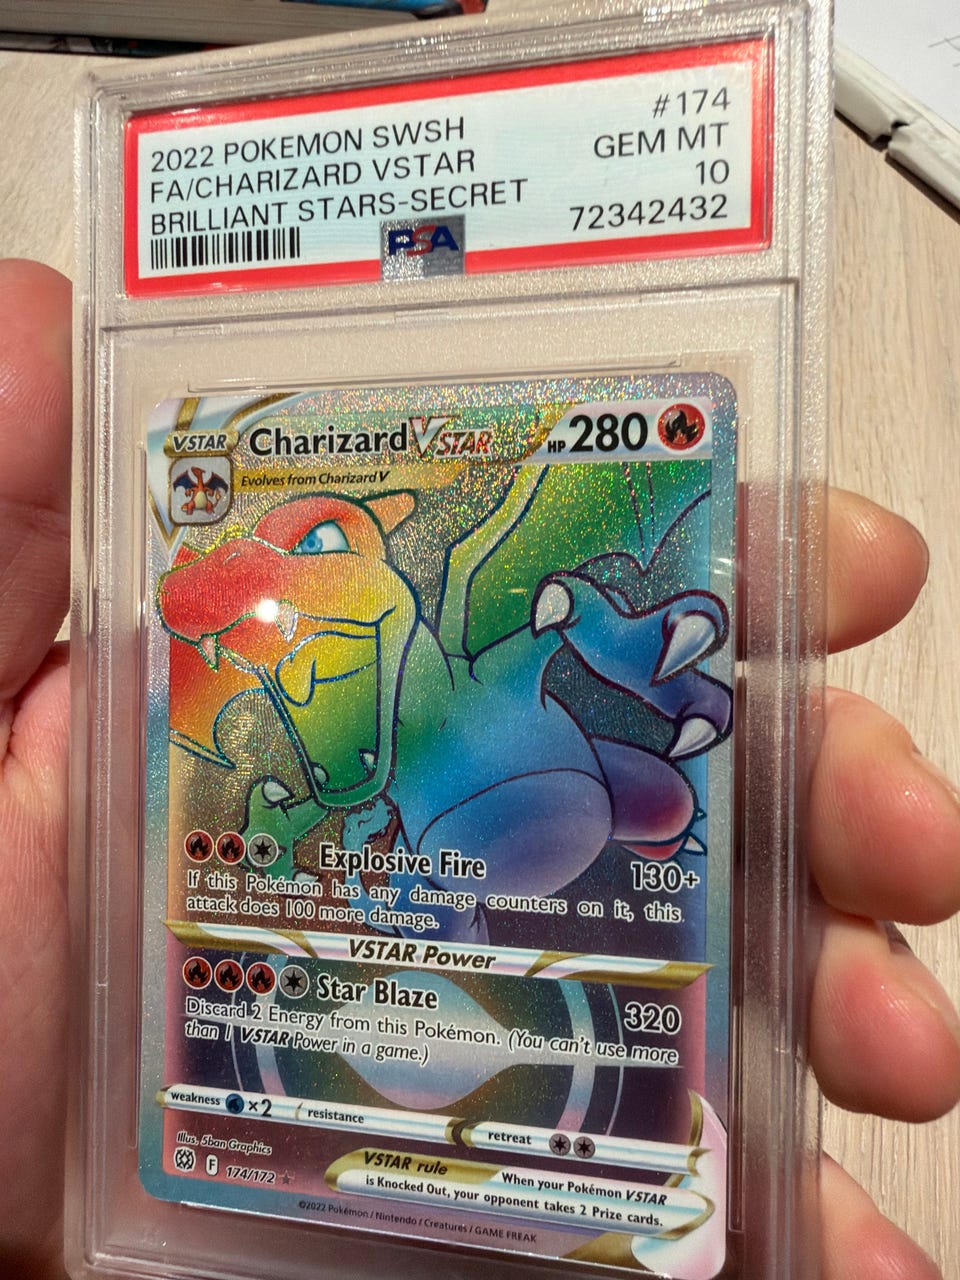 2022 POKEMON SWSH #174
FA/CHARIZARD VSTAR GEM MT
BRILLIANT STARS-SECRET 10
72342432
PSA
VSTAR Charizard VSTAR HP 280
Evolves from Charizard V
Explosive Fire 130+
If this Pokémon has any damage counters on it, this
attack does 100 more damage.
VSTAR Power
Star Blaze 320
Discard 2 Energy from this Pokémon. (You can't use more
than 1 VSTAR Power in a game.)
weakness ×2 resistance retreat
Illus. 5ban Graphics
F 174/172
VSTAR rule When your Pokémon VSTAR
is Knocked Out, your opponent takes 2 Prize cards.
©2022 Pokémon / Nintendo / Creatures / GAME FREAK